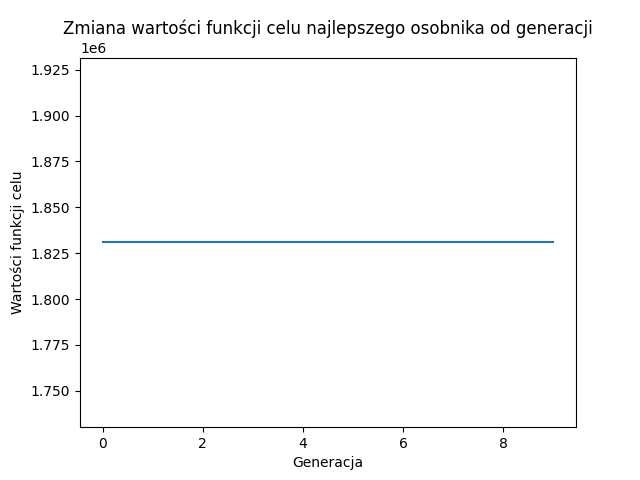 Zmiana wartości funkcji celu najlepszego osobnika od generacji
1e6
1.925
1.900
1.875
1.850
1.825
1.800
1.775
1.750
Wartości funkcji celu
0 2 4 6 8
Generacja